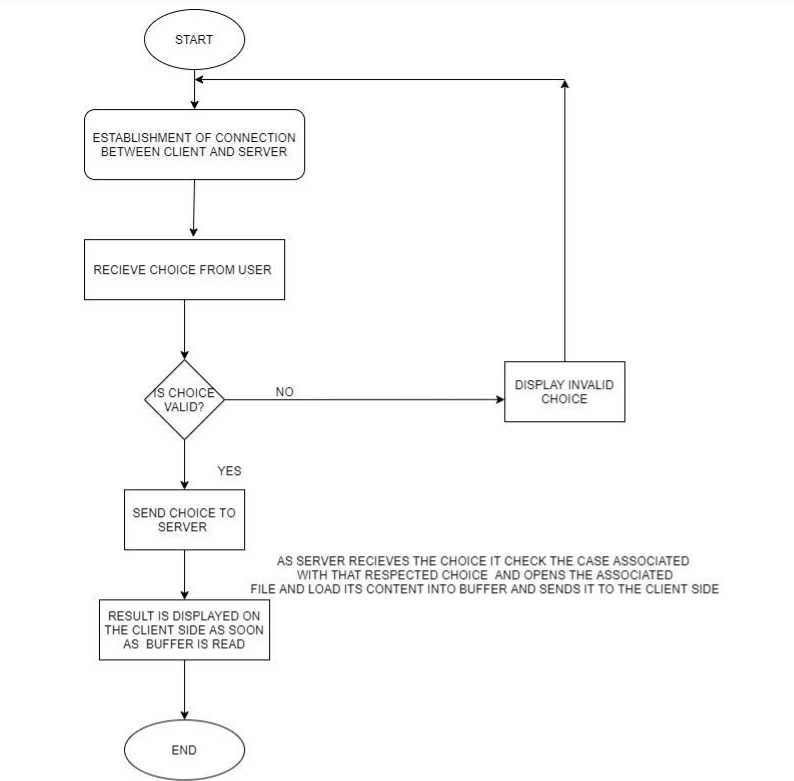 START
ESTABLISHMENT OF CONNECTION
BETWEEN CLIENT AND SERVER
RECIEVE CHOICE FROM USER
IS CHOICE
VALID?
NO
DISPLAY INVALID
CHOICE
YES
SEND CHOICE TO
SERVER
AS SERVER RECIEVES THE CHOICE IT CHECK THE CASE ASSOCIATED
WITH THAT RESPECTED CHOICE AND OPENS THE ASSOCIATED
FILE AND LOAD ITS CONTENT INTO BUFFER AND SENDS IT TO THE CLIENT SIDE
RESULT IS DISPLAYED ON
THE CLIENT SIDE AS SOON
AS BUFFER IS READ
END